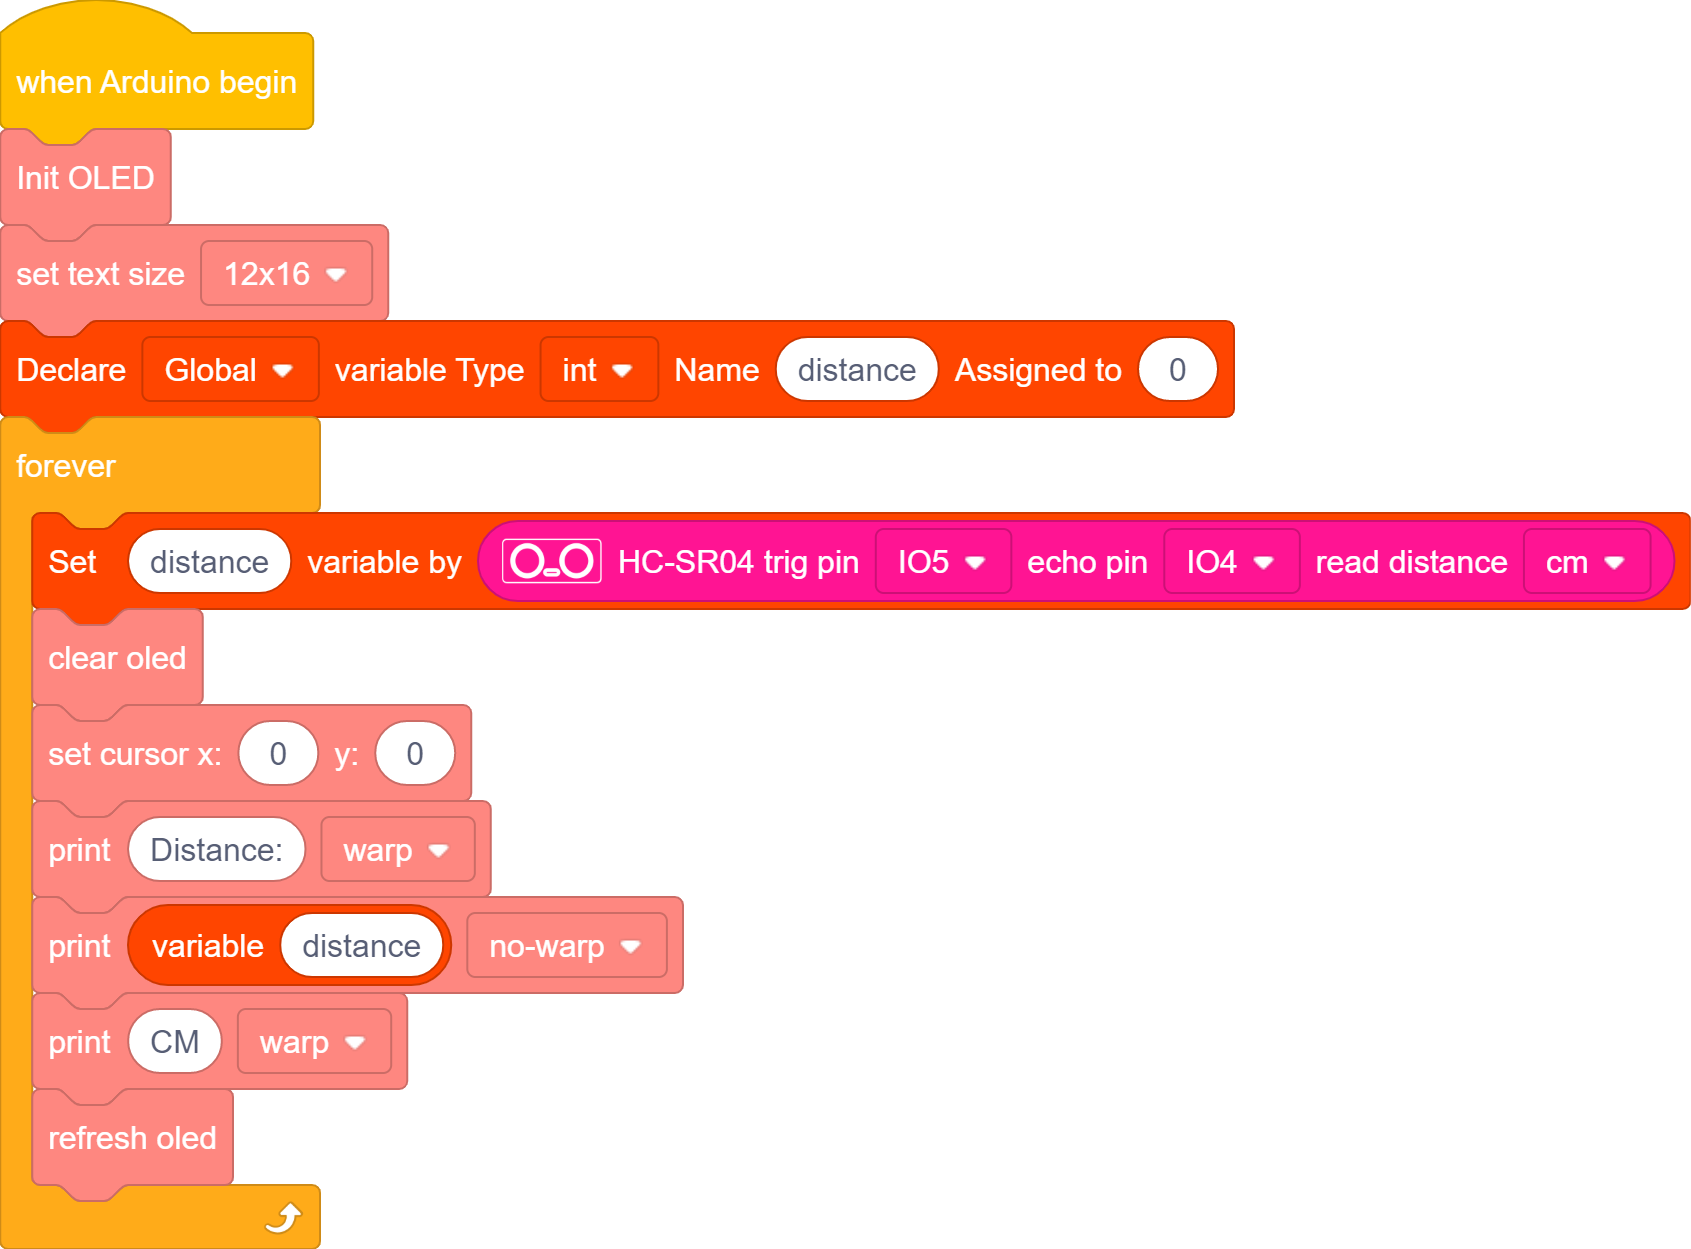 when Arduino begin
Init OLED
set text size 12x16
Declare Global variable Type int Name distance Assigned to 0
forever
Set distance variable by HC-SR04 trig pin IO5 echo pin IO4 read distance cm
clear oled
set cursor x: 0 y: 0
print Distance: warp
print variable distance no-warp
print CM warp
refresh oled